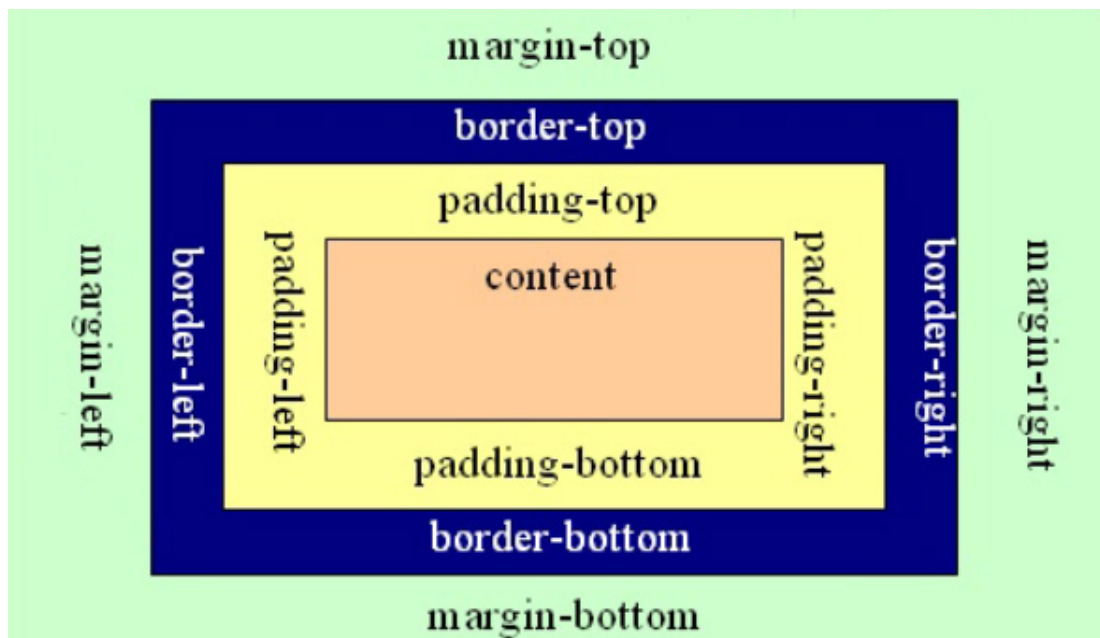 margin-top
border-top
padding-top
content
margin-left
border-left
padding-left
padding-right
border-right
margin-right
padding-bottom
border-bottom
margin-bottom